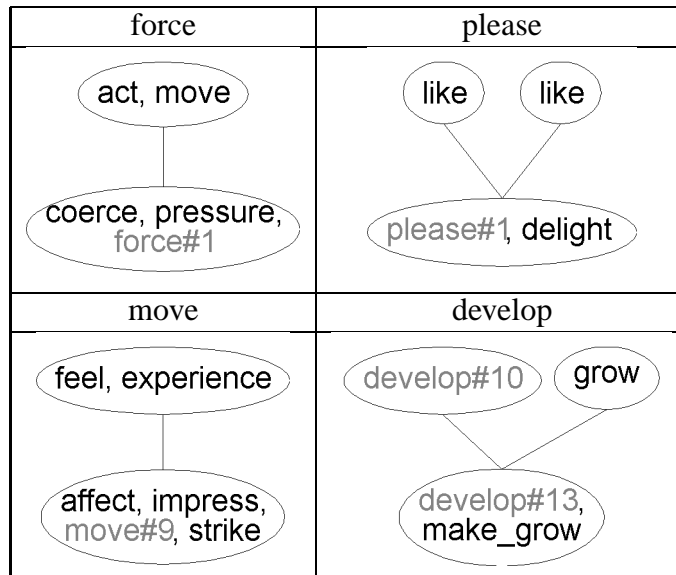 force
please
act, move
like
like
coerce, pressure,
force#1
please#1, delight
move
develop
feel, experience
develop#10
grow
affect, impress,
move#9, strike
develop#13,
make_grow